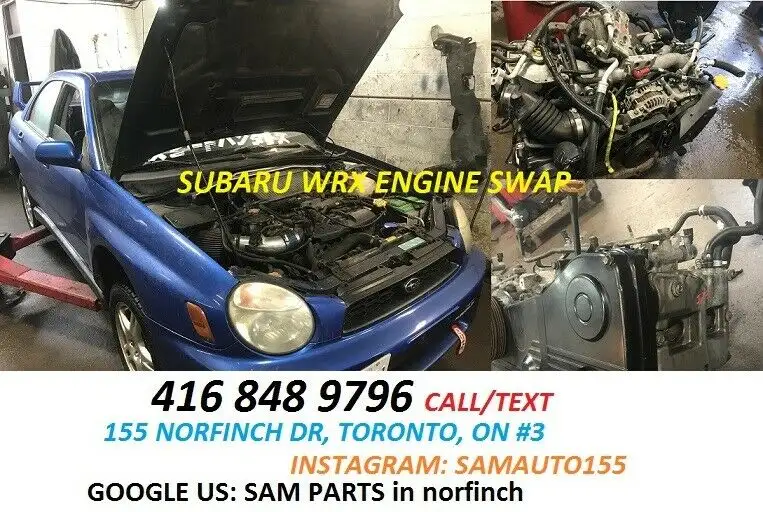 SUBARU WRX ENGINE SWAP
416 848 9796 CALL/TEXT
155 NORFINCH DR, TORONTO, ON #3
INSTAGRAM: SAMAUTO155
GOOGLE US: SAM PARTS in norfinch